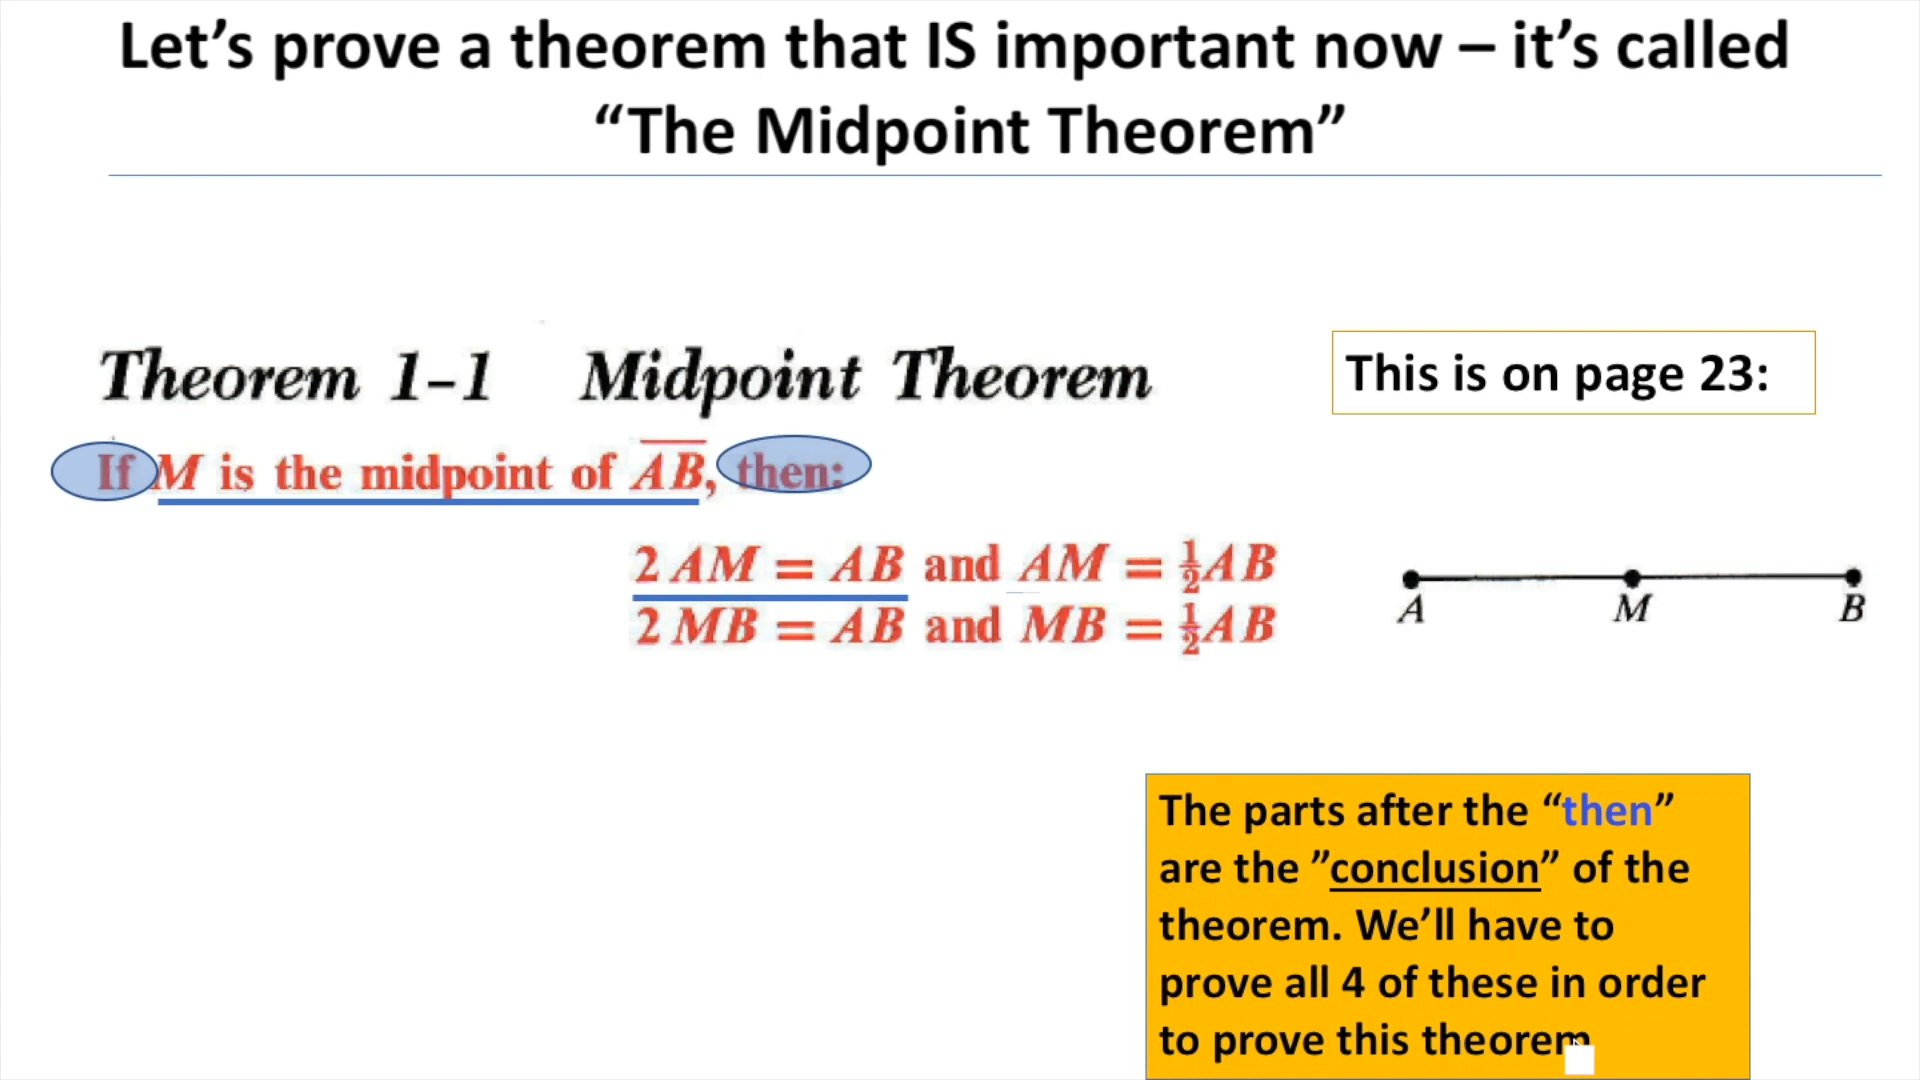 Let’s prove a theorem that IS important now – it’s called
“The Midpoint Theorem”
Theorem 1-1 Midpoint Theorem
This is on page 23:
If M is the midpoint of AB, then:
2 AM = AB and AM = ½AB
2 MB = AB and MB = ½AB
A M B
The parts after the “then”
are the ”conclusion” of the
theorem. We’ll have to
prove all 4 of these in order
to prove this theorem